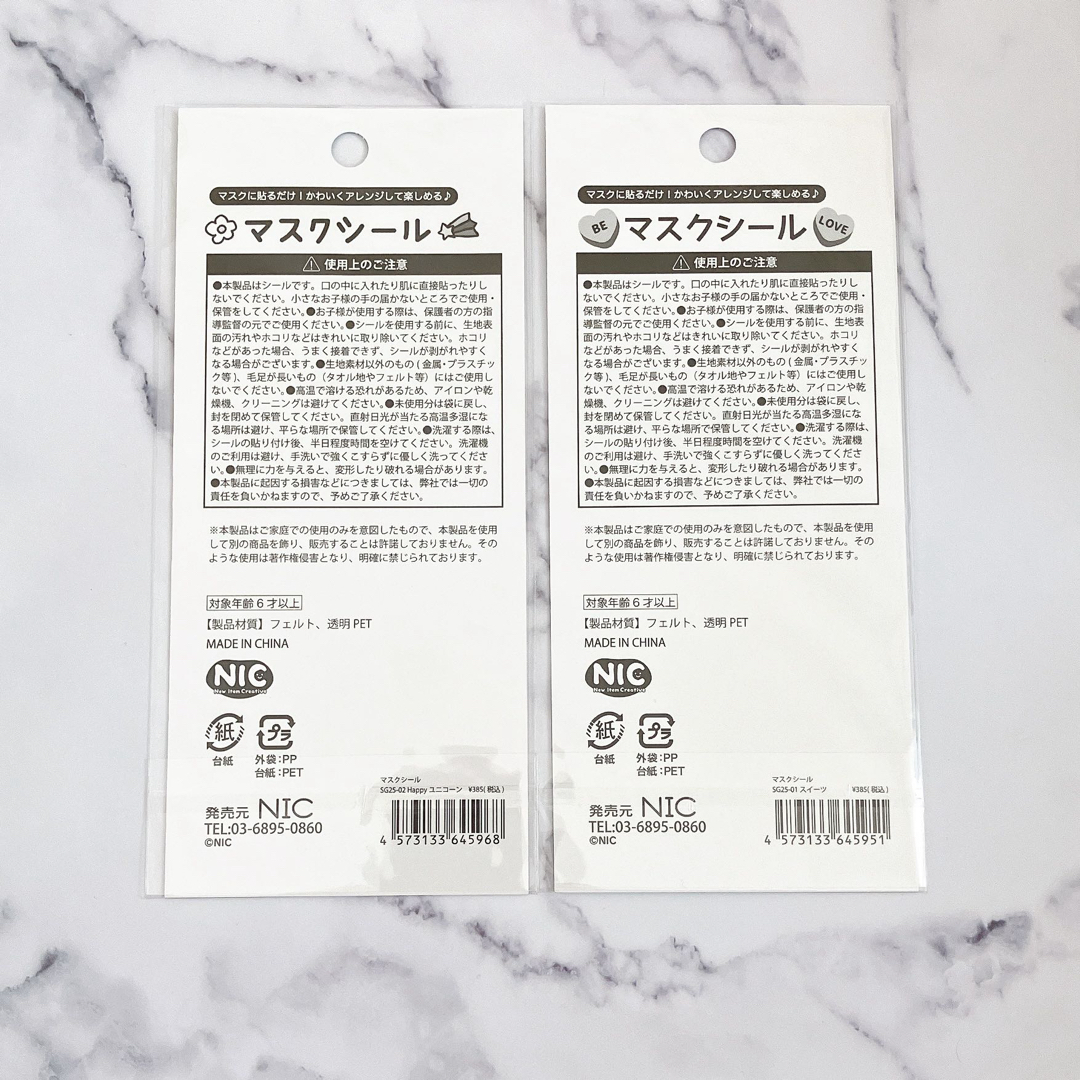 マスクに貼るだけ！かわいくアレンジして楽しめる♪
マスクシール
⚠ 使用上のご注意
●本製品はシールです。口の中に入れたり肌に直接貼ったりし
ないでください。小さなお子様の手の届かないところでご使用・
保管をしてください。●お子様が使用する際は、保護者の方の指
導監督の元でご使用ください。●シールを使用する前に、生地表
面の汚れやホコリなどはきれいに取り除いてください。ホコリ
などがあった場合、うまく接着できず、シールが剥がれやすく
なる場合がございます。●生地素材以外のもの(金属・プラスチッ
ク等)、毛足が長いもの（タオル地やフェルト等）にはご使用し
ないでください。●高温で溶ける恐れがあるため、アイロンや乾
燥機、クリーニングは避けてください。●未使用分は袋に戻し、
封を閉めて保管してください。直射日光が当たる高温多湿にな
る場所は避け、平らな場所で保管してください。●洗濯する際は、
シールの貼り付け後、半日程度時間を空けてください。洗濯機
のご利用は避け、手洗いで強くこすらずに優しく洗ってくださ
い。●無理に力を与えると、変形したり破れる場合があります。
●本製品に起因する損害などにつきましては、弊社では一切の
責任を負いかねますので、予めご了承ください。
※本製品はご家庭での使用のみを意図したもので、本製品を使用
して別の商品を飾り、販売することは許諾しておりません。その
ような使用は著作権侵害となり、明確に禁じられております。
対象年齢6才以上
【製品材質】フェルト、透明PET
MADE IN CHINA
NIC
New Item Creative
紙 プラ
台紙 外袋：PP
台紙：PET
マスクシール
SG25-02 Happy ユニコーン ¥385(税込)
発売元 NIC
TEL:03-6895-0860
©NIC
4 573133 645968
マスクに貼るだけ！かわいくアレンジして楽しめる♪
BE マスクシール LOVE
⚠ 使用上のご注意
●本製品はシールです。口の中に入れたり肌に直接貼ったりし
ないでください。小さなお子様の手の届かないところでご使用・
保管をしてください。●お子様が使用する際は、保護者の方の指
導監督の元でご使用ください。●シールを使用する前に、生地表
面の汚れやホコリなどはきれいに取り除いてください。ホコリ
などがあった場合、うまく接着できず、シールが剥がれやすく
なる場合がございます。●生地素材以外のもの(金属・プラスチッ
ク等)、毛足が長いもの（タオル地やフェルト等）にはご使用し
ないでください。●高温で溶ける恐れがあるため、アイロンや乾
燥機、クリーニングは避けてください。●未使用分は袋に戻し、
封を閉めて保管してください。直射日光が当たる高温多湿にな
る場所は避け、平らな場所で保管してください。●洗濯する際は、
シールの貼り付け後、半日程度時間を空けてください。洗濯機
のご利用は避け、手洗いで強くこすらずに優しく洗ってくださ
い。●無理に力を与えると、変形したり破れる場合があります。
●本製品に起因する損害などにつきましては、弊社では一切の
責任を負いかねますので、予めご了承ください。
※本製品はご家庭での使用のみを意図したもので、本製品を使用
して別の商品を飾り、販売することは許諾しておりません。その
ような使用は著作権侵害となり、明確に禁じられております。
対象年齢6才以上
【製品材質】フェルト、透明PET
MADE IN CHINA
NIC
New Item Creative
紙 プラ
台紙 外袋：PP
台紙：PET
マスクシール
SG25-01 スイーツ ¥385(税込)
発売元 NIC
TEL:03-6895-0860
©NIC
4 573133 645951